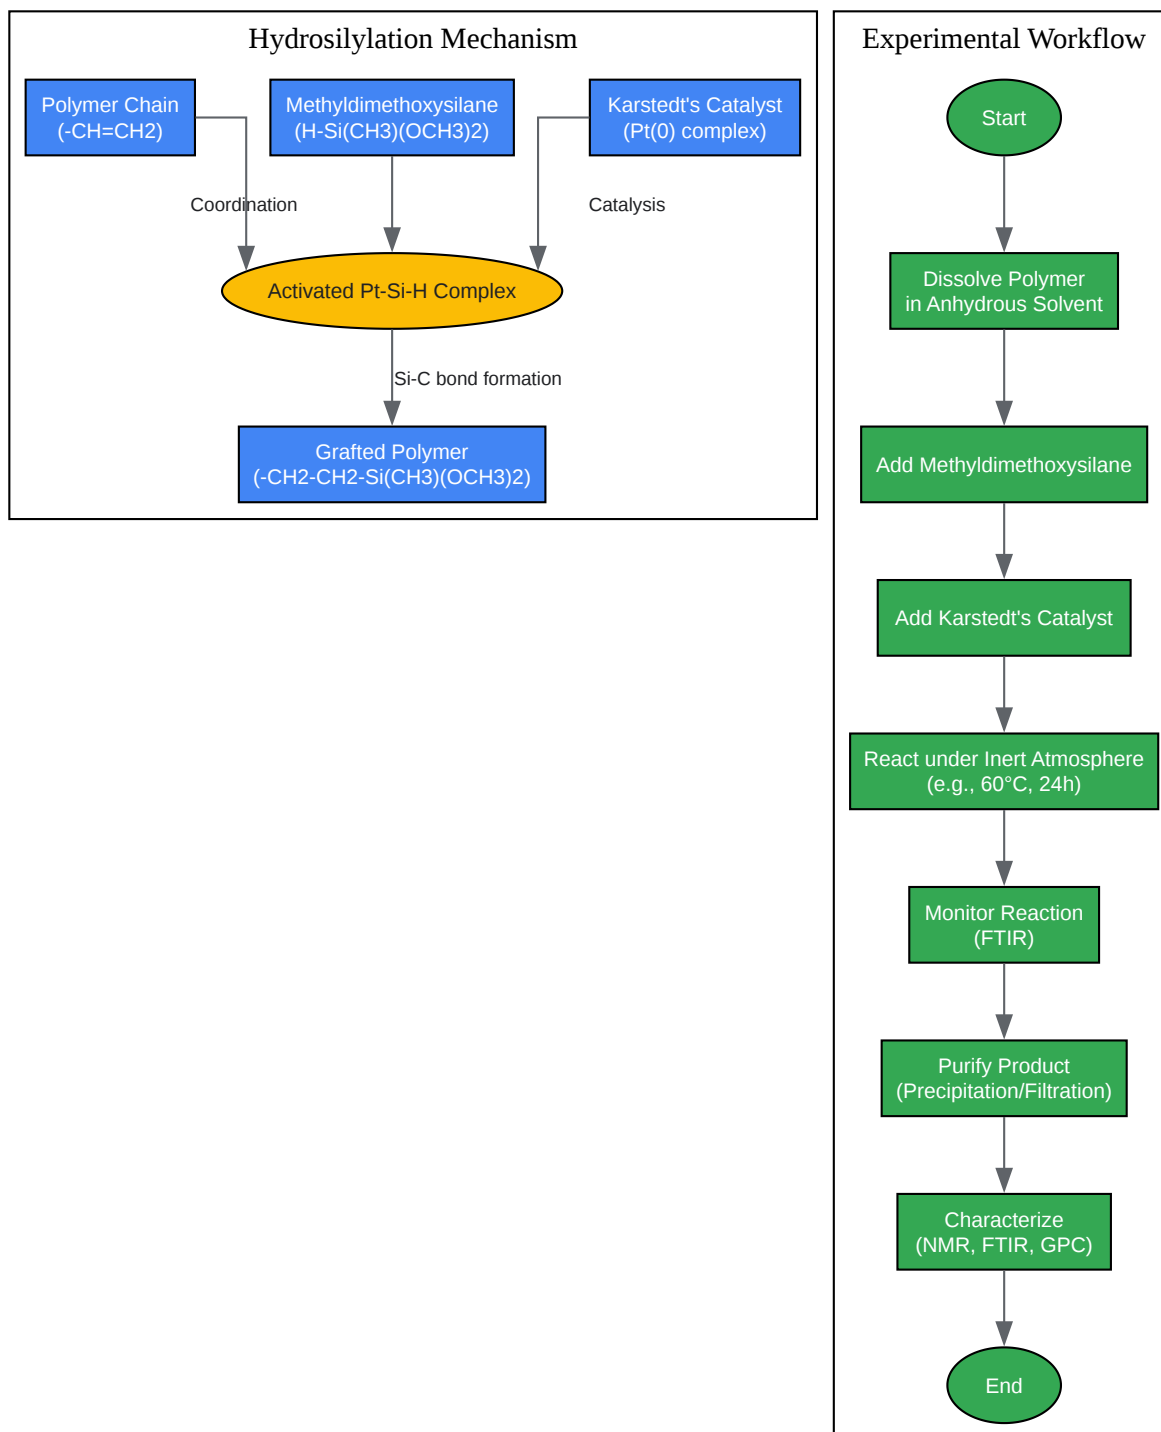 Hydrosilylation Mechanism
Polymer Chain
(-CH=CH2)
Methyldimethoxysilane
(H-Si(CH3)(OCH3)2)
Karstedt's Catalyst
(Pt(0) complex)
Coordination
Catalysis
Activated Pt-Si-H Complex
Si-C bond formation
Grafted Polymer
(-CH2-CH2-Si(CH3)(OCH3)2)
Experimental Workflow
Start
Dissolve Polymer
in Anhydrous Solvent
Add Methyldimethoxysilane
Add Karstedt's Catalyst
React under Inert Atmosphere
(e.g., 60°C, 24h)
Monitor Reaction
(FTIR)
Purify Product
(Precipitation/Filtration)
Characterize
(NMR, FTIR, GPC)
End